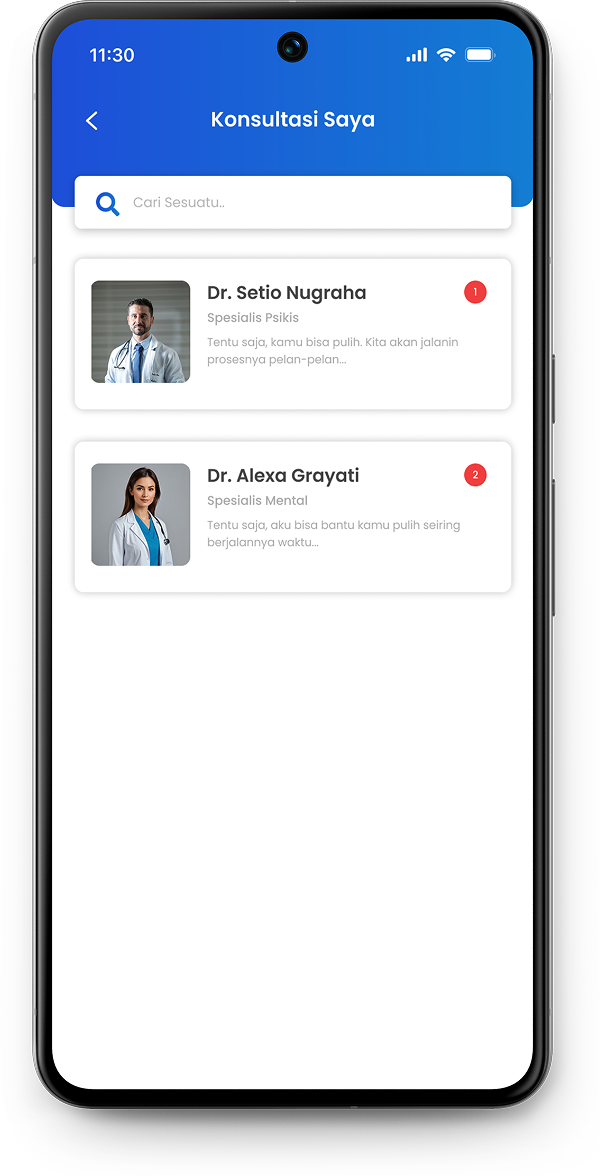 11:30
Konsultasi Saya
Cari Sesuatu..
Dr. Setio Nugraha
1
Spesialis Psikis
Tentu saja, kamu bisa pulih. Kita akan jalanin
prosesnya pelan-pelan...
Dr. Alexa Grayati
2
Spesialis Mental
Tentu saja, aku bisa bantu kamu pulih seiring
berjalannya waktu...